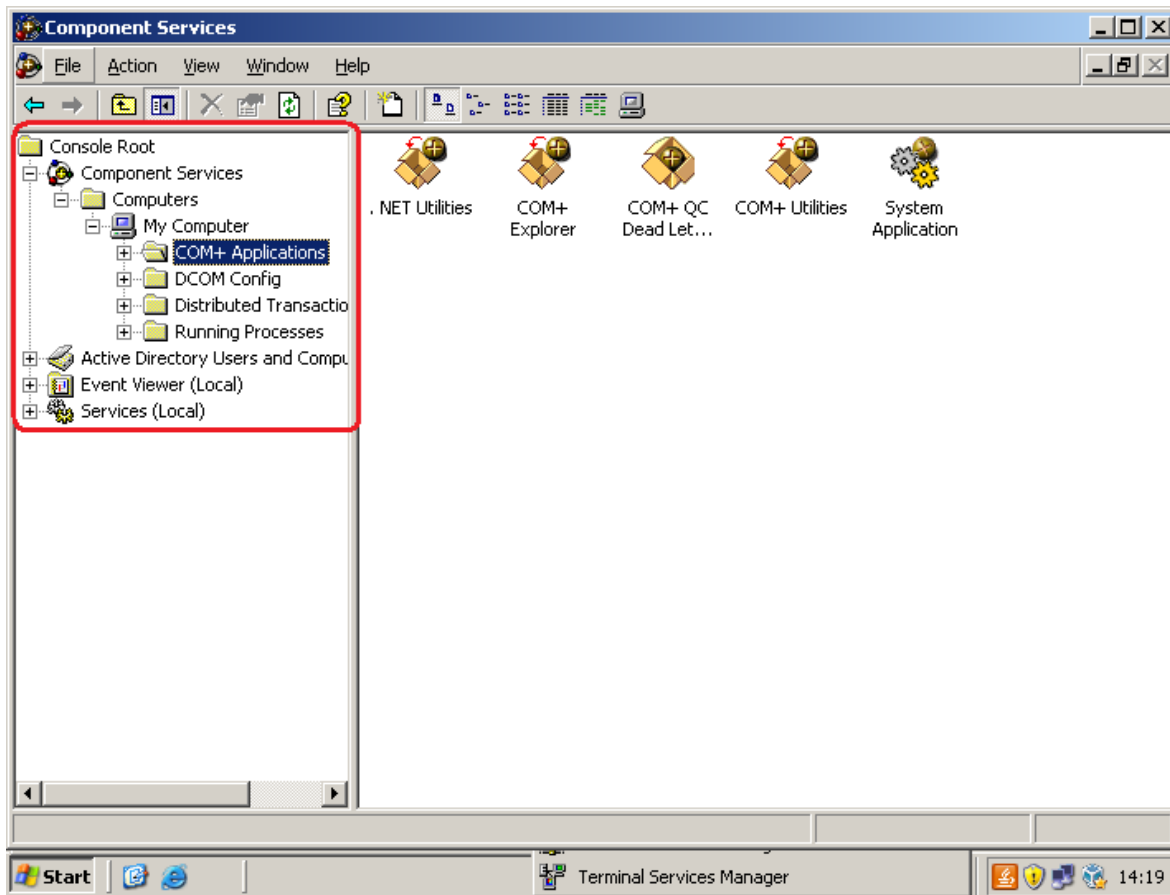 Component Services
File Action View Window Help
Console Root
Component Services
Computers
My Computer
COM+ Applications
DCOM Config
Distributed Transactio
Running Processes
Active Directory Users and Compu
Event Viewer (Local)
Services (Local)
. NET Utilities
COM+
Explorer
COM+ QC
Dead Let...
COM+ Utilities
System
Application
Start
Terminal Services Manager
14:19